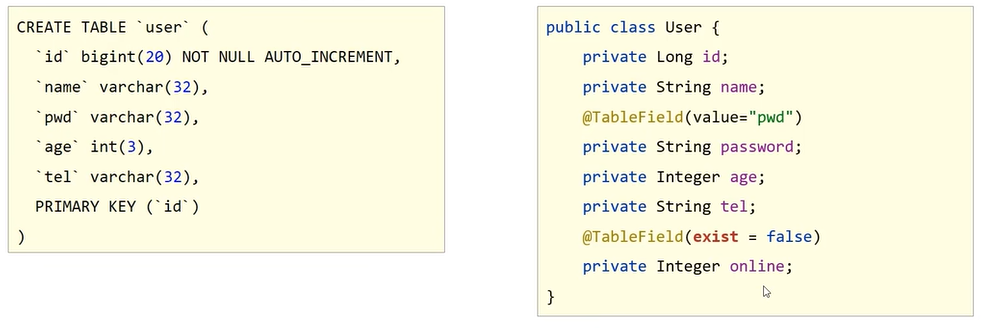 CREATE TABLE `user` (
`id` bigint(20) NOT NULL AUTO_INCREMENT,
`name` varchar(32),
`pwd` varchar(32),
`age` int(3),
`tel` varchar(32),
PRIMARY KEY (`id`)
)
public class User {
private Long id;
private String name;
@TableField(value="pwd")
private String password;
private Integer age;
private String tel;
@TableField(exist = false)
private Integer online;
}